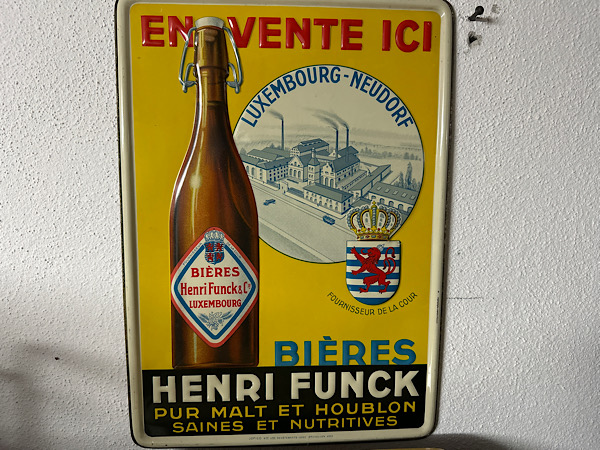 EN VENTE ICI
LUXEMBOURG-NEUDORF
BIÈRES
Henri Funck & Cie
LUXEMBOURG
FOURNISSEUR DE LA COUR
BIÈRES
HENRI FUNCK
PUR MALT ET HOUBLON
SAINES ET NUTRITIVES